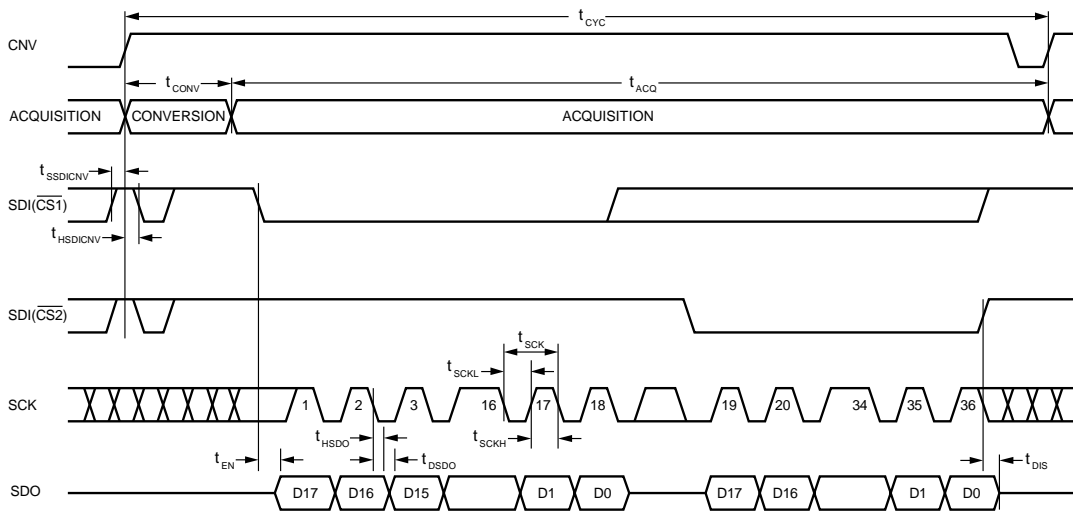 tCYC
CNV
tCONV
tACQ
ACQUISITION
CONVERSION
ACQUISITION
tSSDICNV
SDI(CS1)
tHSDICNV
SDI(CS2)
tSCK
tSCKL
SCK
1 2 3 16 17 18 19 20 34 35 36
tHSDO
tSCKH
tEN
tDSDO
tDIS
SDO
D17 D16 D15 D1 D0 D17 D16 D1 D0